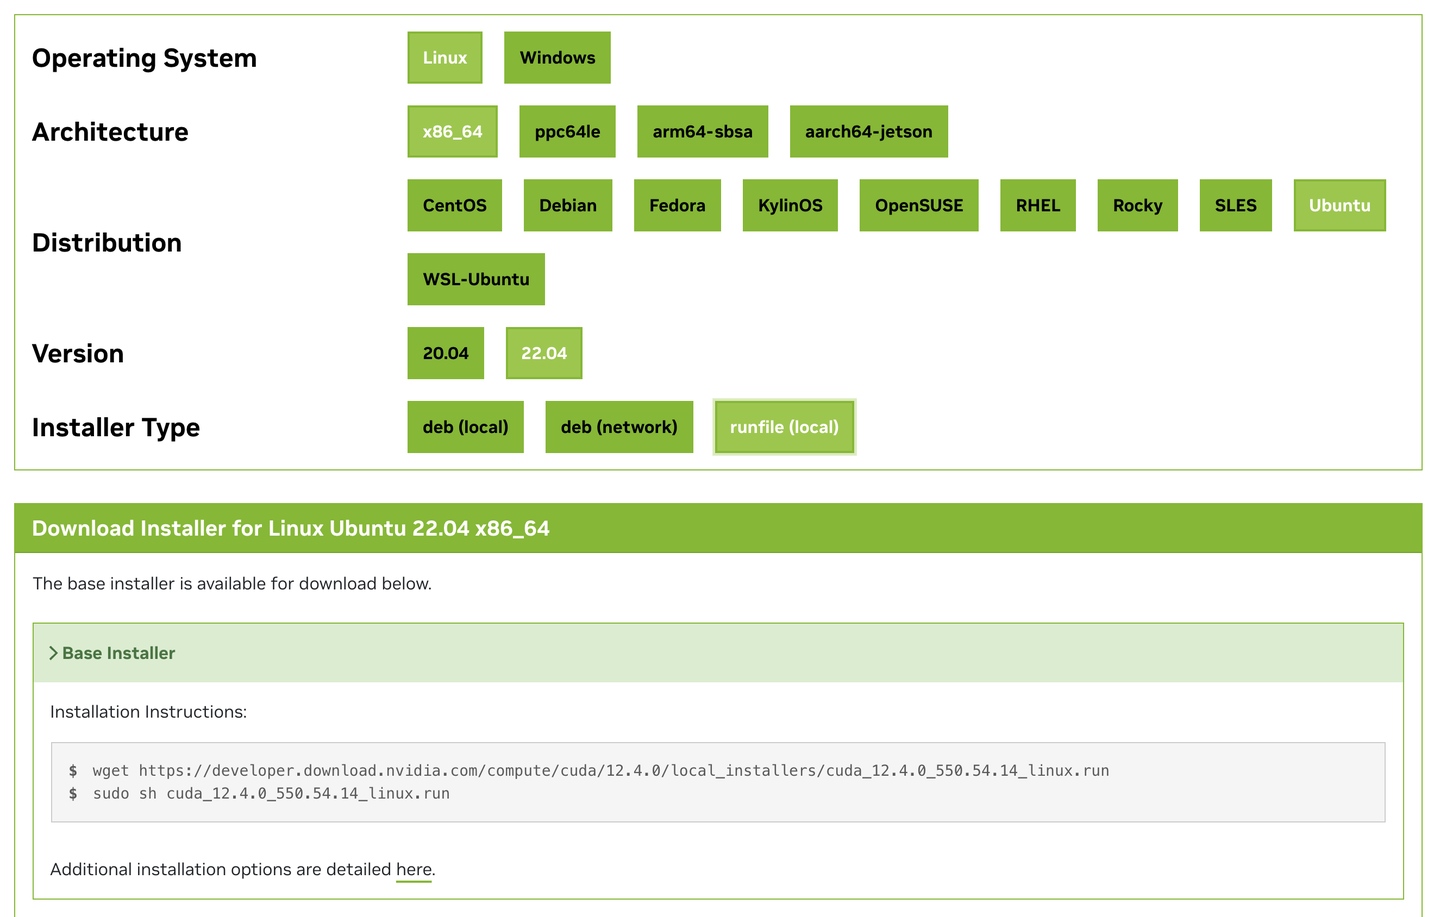 Operating System
Linux Windows
Architecture
x86_64 ppc64le arm64-sbsa aarch64-jetson
Distribution
CentOS Debian Fedora KylinOS OpenSUSE RHEL Rocky SLES Ubuntu
WSL-Ubuntu
Version
20.04 22.04
Installer Type
deb (local) deb (network) runfile (local)
Download Installer for Linux Ubuntu 22.04 x86_64
The base installer is available for download below.
Base Installer
Installation Instructions:
$ wget https://developer.download.nvidia.com/compute/cuda/12.4.0/local_installers/cuda_12.4.0_550.54.14_linux.run
$ sudo sh cuda_12.4.0_550.54.14_linux.run
Additional installation options are detailed here.